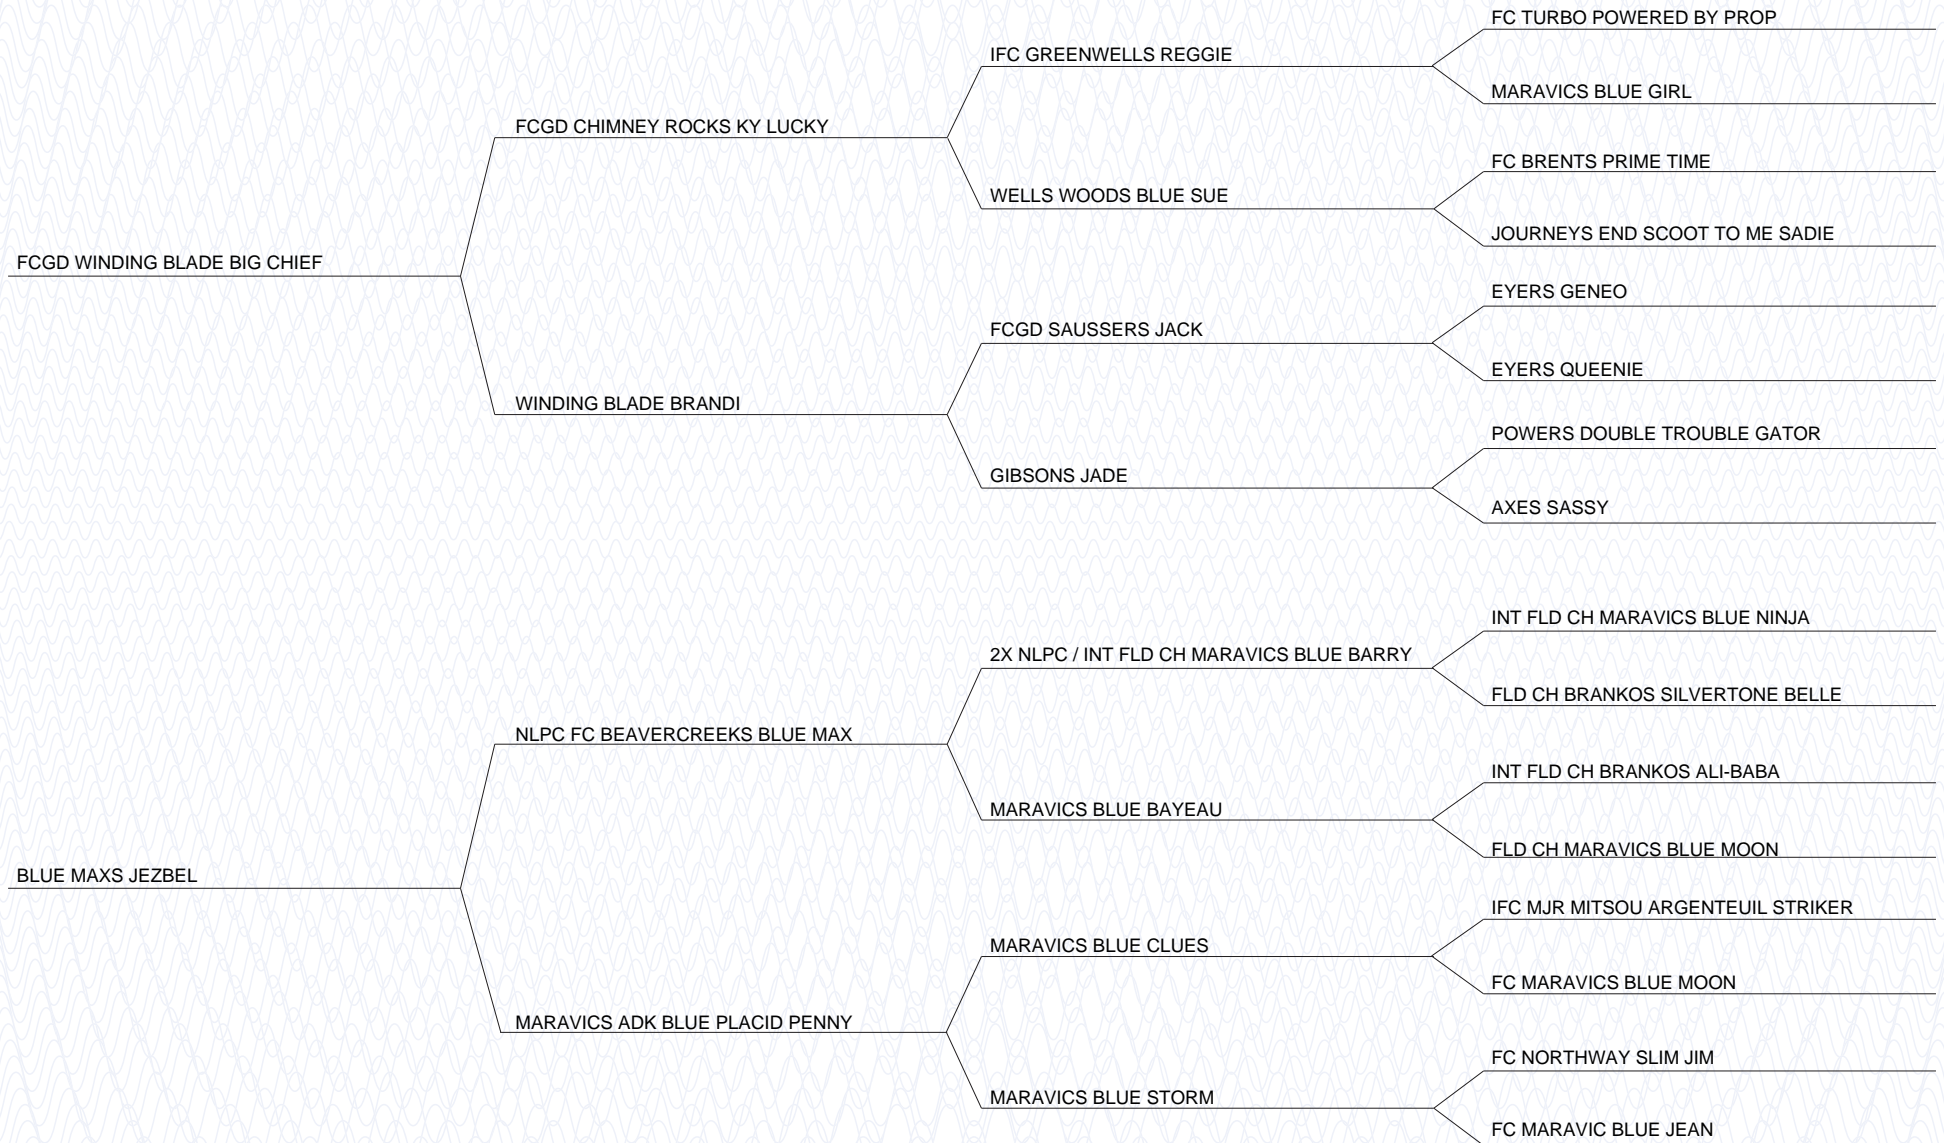 FC TURBO POWERED BY PROP
IFC GREENWELLS REGGIE
MARAVICS BLUE GIRL
FCGD CHIMNEY ROCKS KY LUCKY
FC BRENTS PRIME TIME
WELLS WOODS BLUE SUE
JOURNEYS END SCOOT TO ME SADIE
FCGD WINDING BLADE BIG CHIEF
EYERS GENEO
FCGD SAUSSERS JACK
EYERS QUEENIE
WINDING BLADE BRANDI
POWERS DOUBLE TROUBLE GATOR
GIBSONS JADE
AXES SASSY
INT FLD CH MARAVICS BLUE NINJA
2X NLPC / INT FLD CH MARAVICS BLUE BARRY
FLD CH BRANKOS SILVERTONE BELLE
NLPC FC BEAVERCREEKS BLUE MAX
INT FLD CH BRANKOS ALI-BABA
MARAVICS BLUE BAYEAU
FLD CH MARAVICS BLUE MOON
BLUE MAXS JEZBEL
IFC MJR MITSOU ARGENTEUIL STRIKER
MARAVICS BLUE CLUES
FC MARAVICS BLUE MOON
MARAVICS ADK BLUE PLACID PENNY
FC NORTHWAY SLIM JIM
MARAVICS BLUE STORM
FC MARAVIC BLUE JEAN